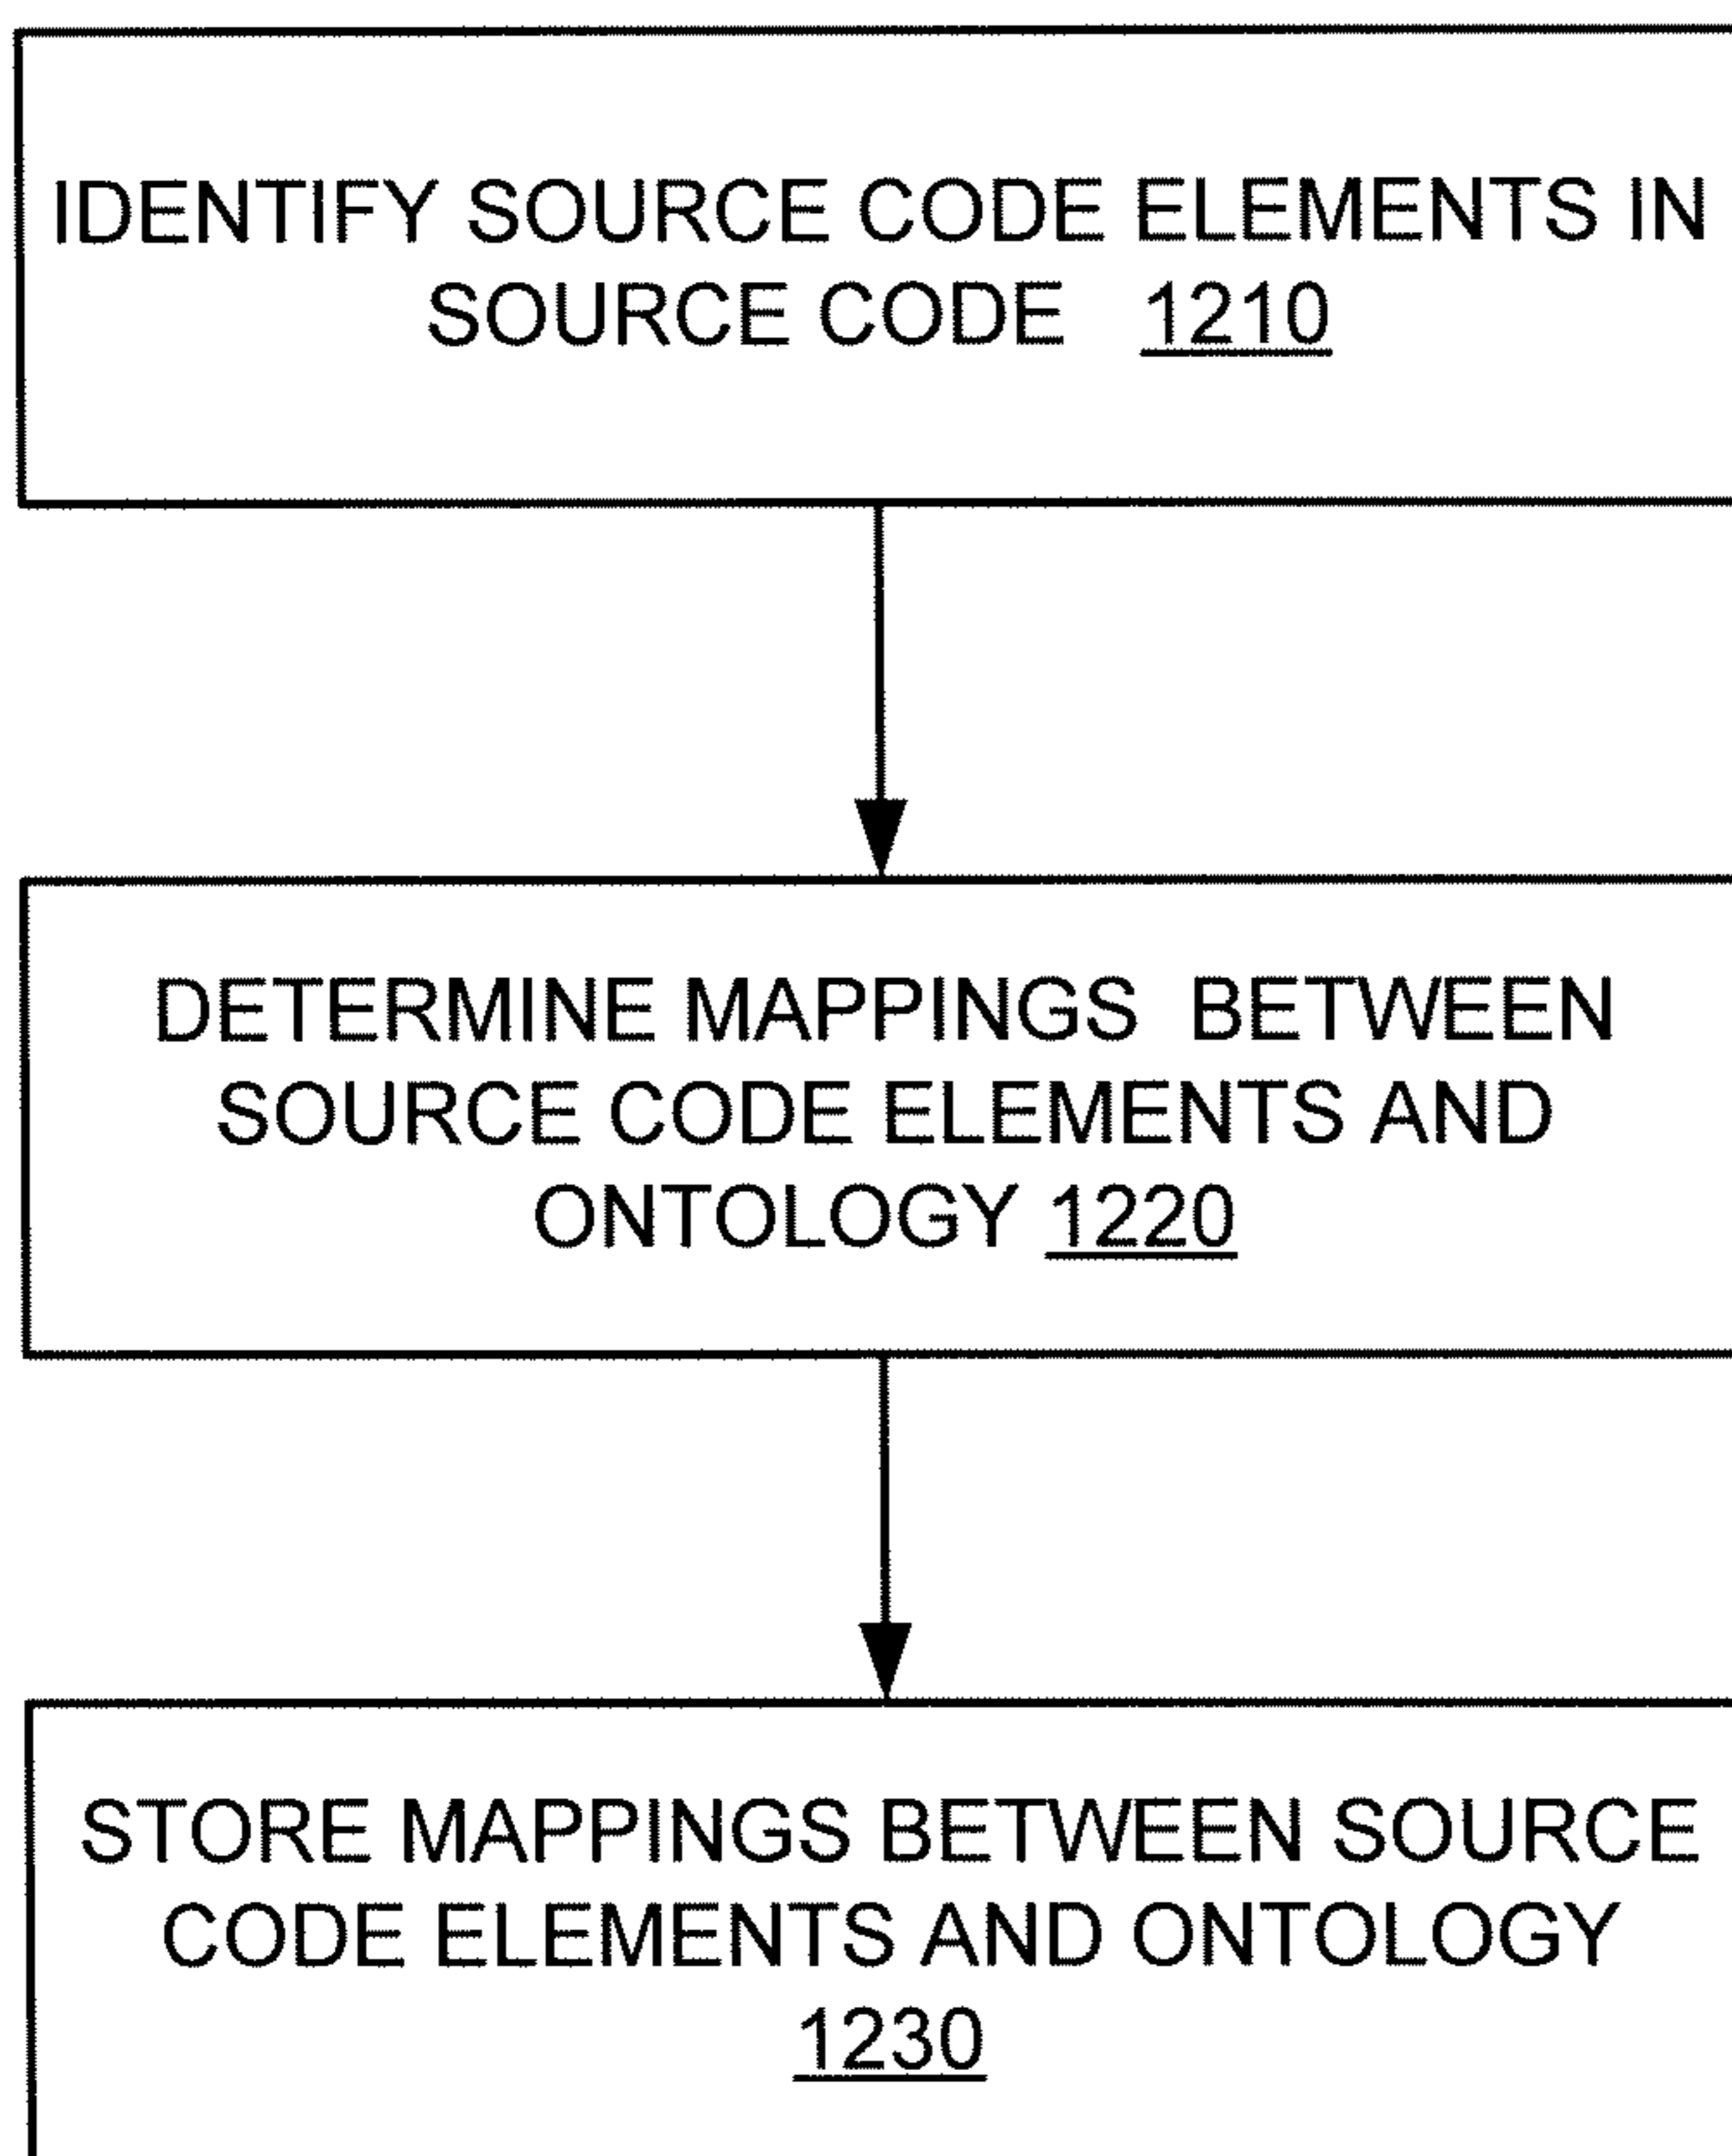 IDENTIFY SOURCE CODE ELEMENTS IN
SOURCE CODE 1210
DETERMINE MAPPINGS BETWEEN
SOURCE CODE ELEMENTS AND
ONTOLOGY 1220
STORE MAPPINGS BETWEEN SOURCE
CODE ELEMENTS AND ONTOLOGY
1230